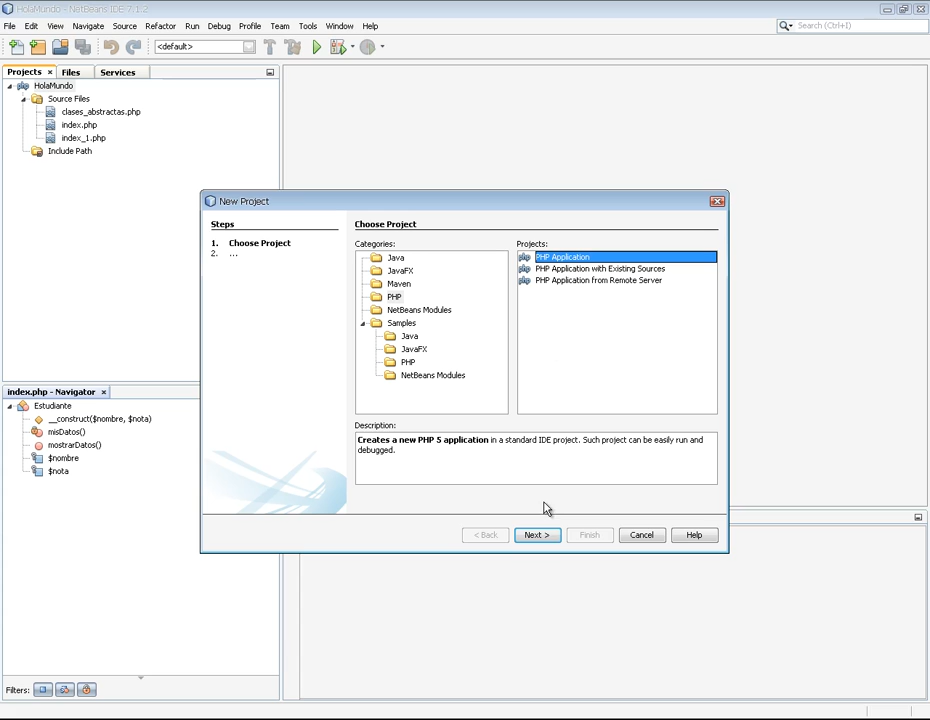 HolaMundo - NetBeans IDE 7.1.2
File Edit View Navigate Source Refactor Run Debug Profile Team Tools Window Help
Search (Ctrl+I)
<default>
Projects × Files Services
HolaMundo
Source Files
clases_abstractas.php
index.php
index_1.php
Include Path
New Project
Steps
1. Choose Project
2. ...
Choose Project
Categories:
Java
JavaFX
Maven
PHP
NetBeans Modules
Samples
Java
JavaFX
PHP
NetBeans Modules
Projects:
PHP Application
PHP Application with Existing Sources
PHP Application from Remote Server
Description:
Creates a new PHP 5 application in a standard IDE project. Such project can be easily run and
debugged.
< Back Next > Finish Cancel Help
index.php - Navigator ×
Estudiante
__construct($nombre, $nota)
misDatos()
mostrarDatos()
$nombre
$nota
Filters: